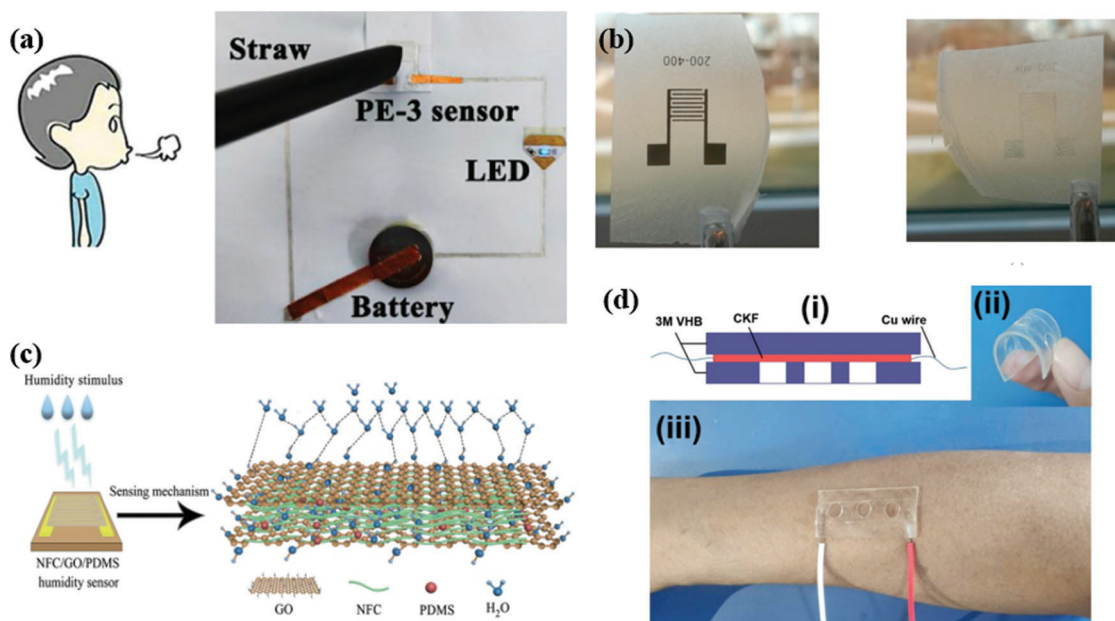 (a)
Straw
PE-3 sensor
LED
Battery
(b)
200-400
(c)
Humidity stimulus
Sensing mechanism
NFC/GO/PDMS
humidity sensor
GO
NFC
PDMS
H₂O
(d)
(i)
3M VHB
CKF
Cu wire
(ii)
(iii)